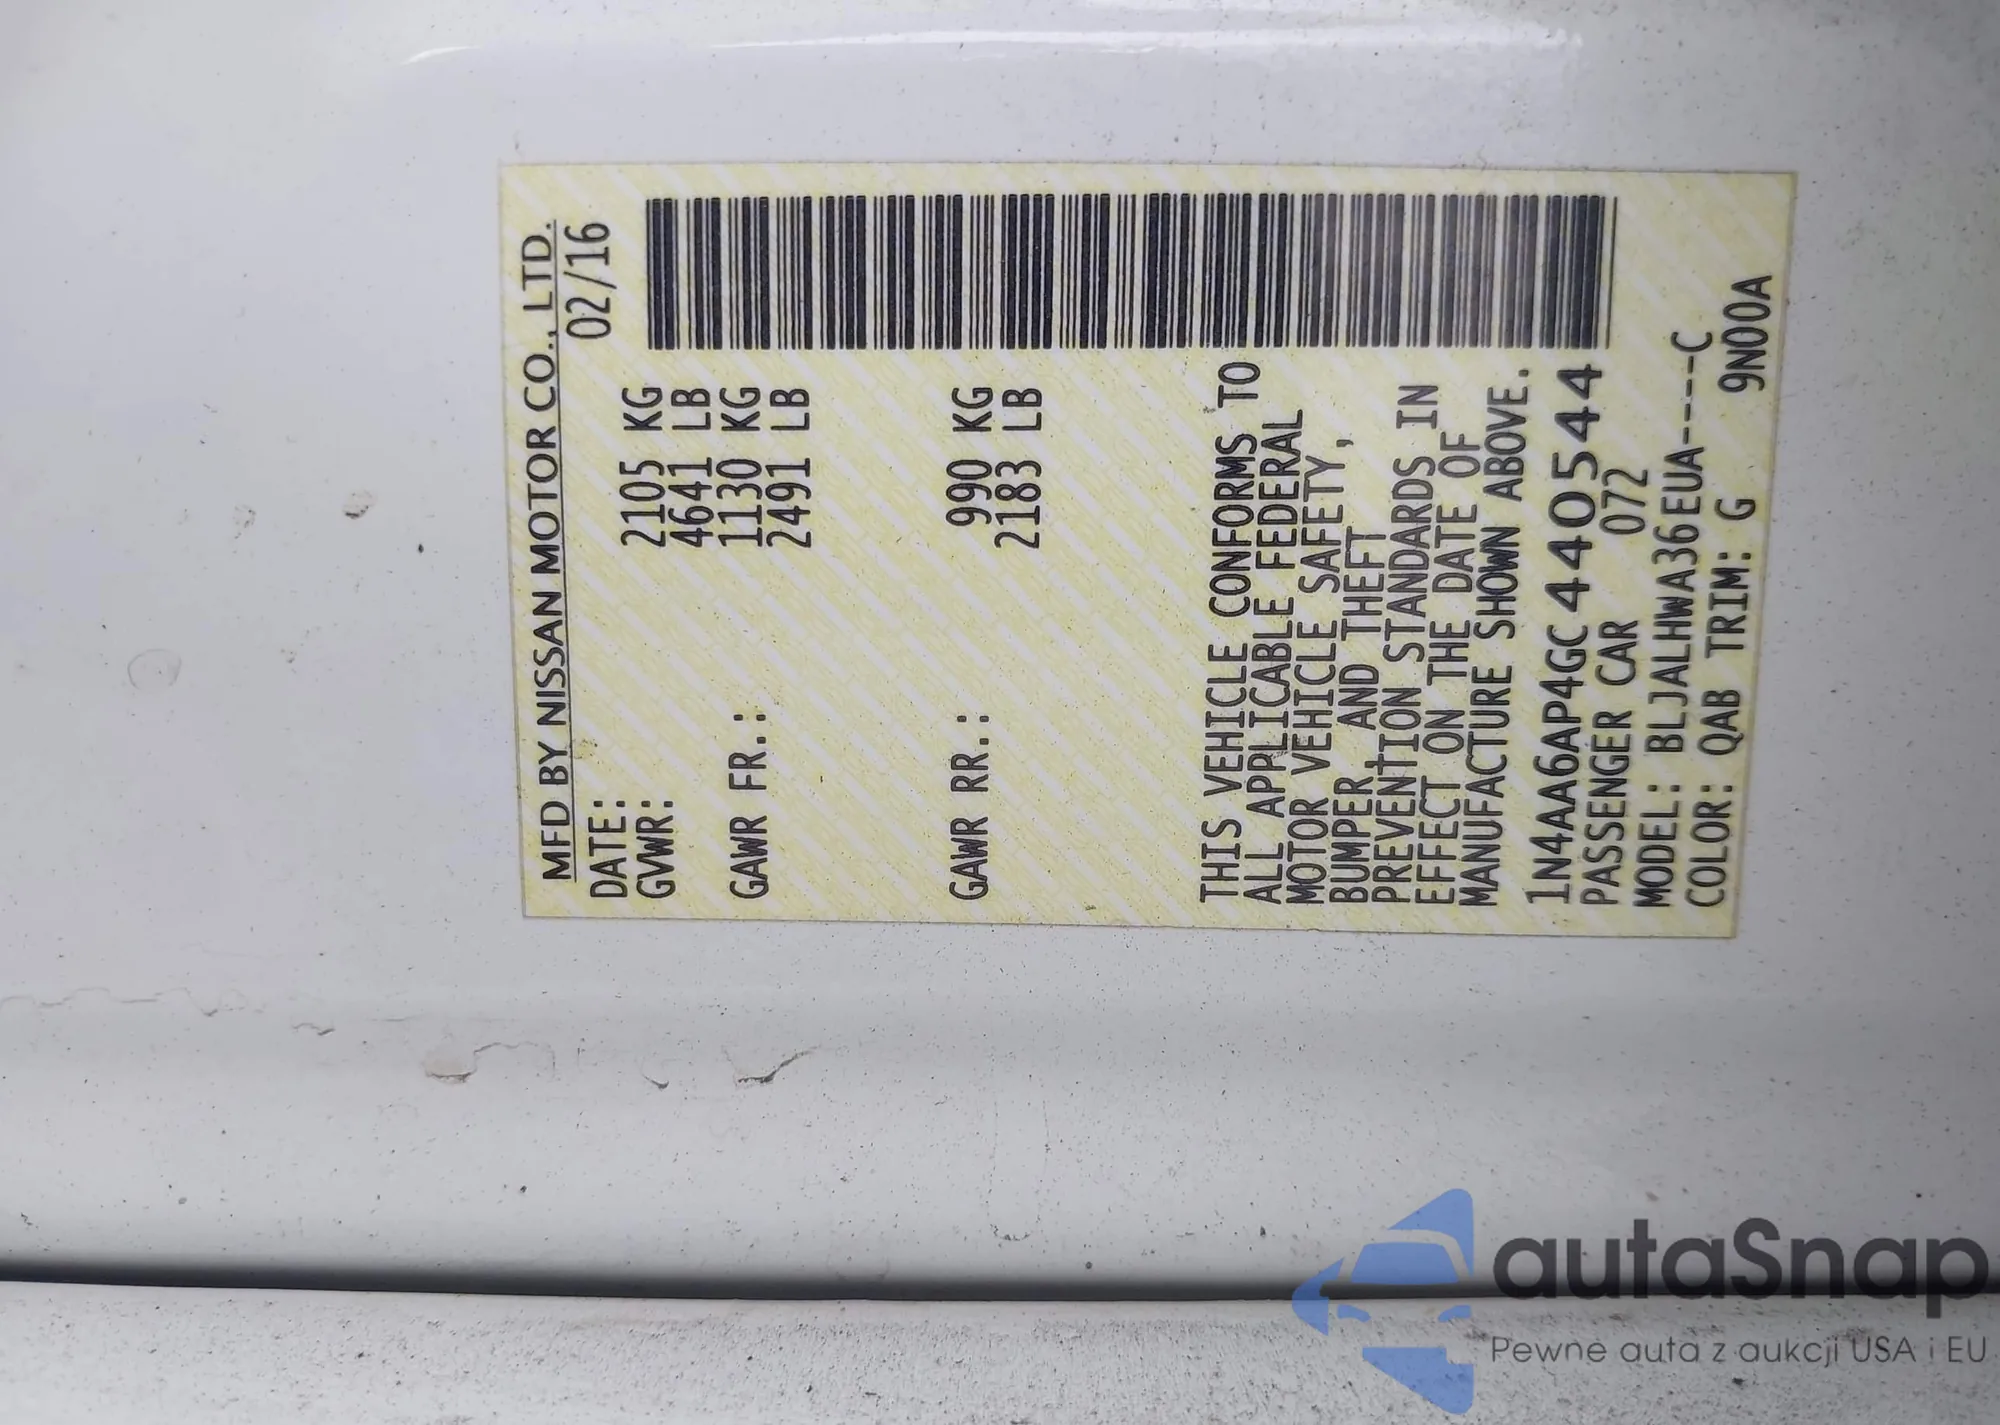 MFD BY NISSAN MOTOR CO., LTD.
DATE: 02/16
GVWR: 2105 KG
4641 LB
GAWR FR.: 1130 KG
2491 LB
GAWR RR.: 990 KG
2183 LB
THIS VEHICLE CONFORMS TO
ALL APPLICABLE FEDERAL
MOTOR VEHICLE SAFETY,
BUMPER, AND THEFT
PREVENTION STANDARDS IN
EFFECT ON THE DATE OF
MANUFACTURE SHOWN ABOVE.
1N4AA6AP4GC440544
PASSENGER CAR 072
MODEL: BLJALHWA36EUA----C
COLOR: QAB TRIM: G 9N00A
autaSnap
Pewne auta z aukcji USA i EU